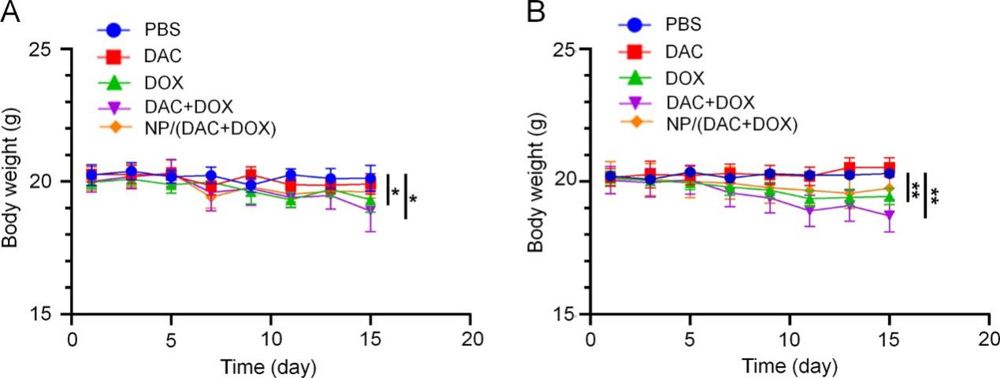 A
PBS
DAC
DOX
DAC+DOX
NP/(DAC+DOX)
25
20
15
Body weight (g)
0
5
10
15
20
Time (day)
*
*
B
PBS
DAC
DOX
DAC+DOX
NP/(DAC+DOX)
25
20
15
Body weight (g)
0
5
10
15
20
Time (day)
**
**